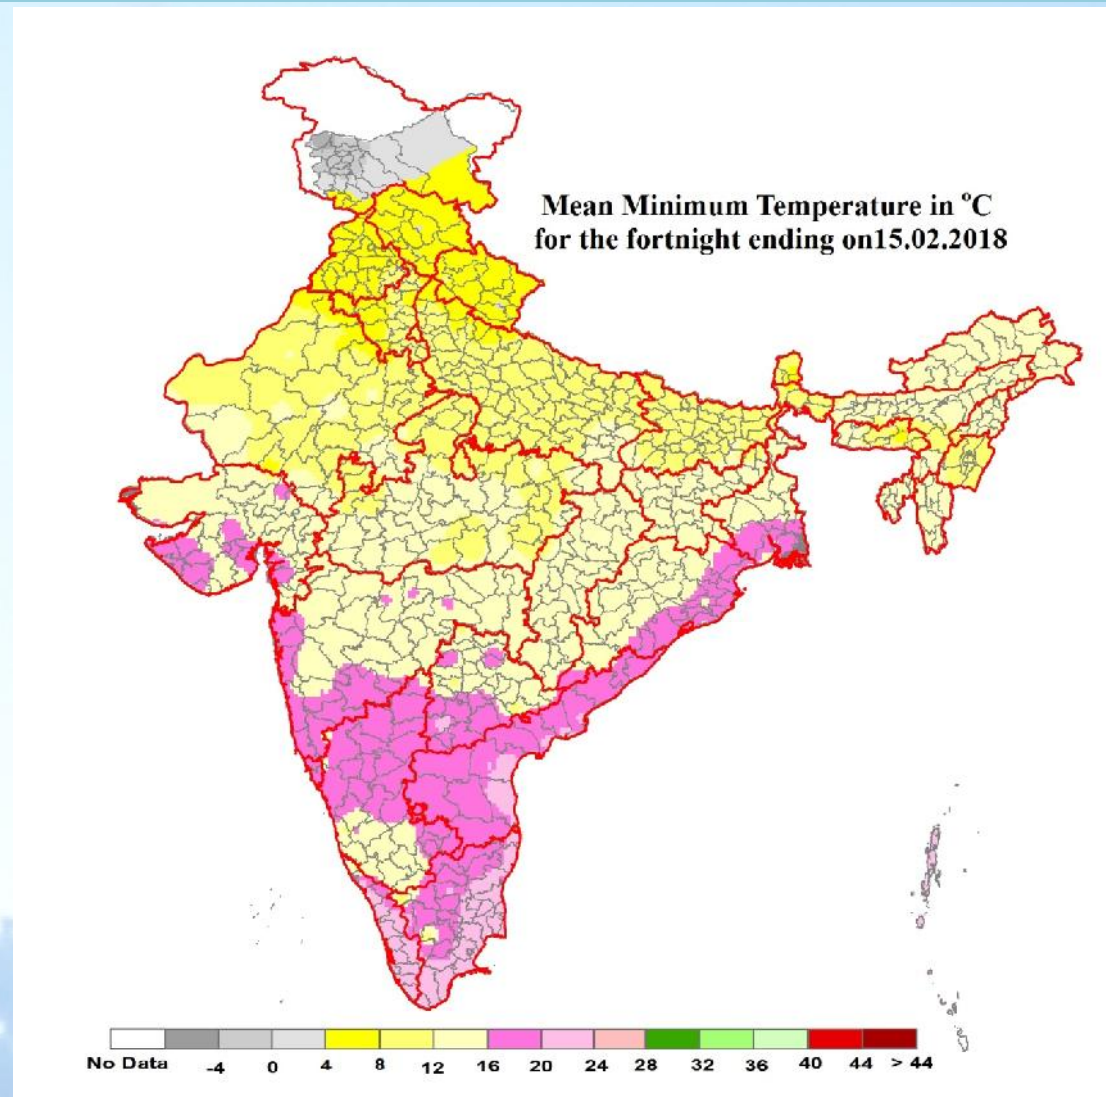 Mean Minimum Temperature in °C
for the fortnight ending on15.02.2018
No Data -4 0 4 8 12 16 20 24 28 32 36 40 44 > 44